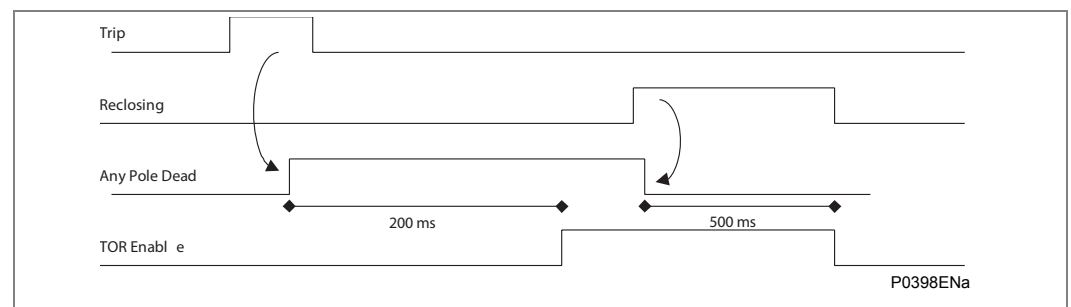 Trip
Reclosing
Any Pole Dead
200 ms
500 ms
TOR Enabl e
P0398ENa